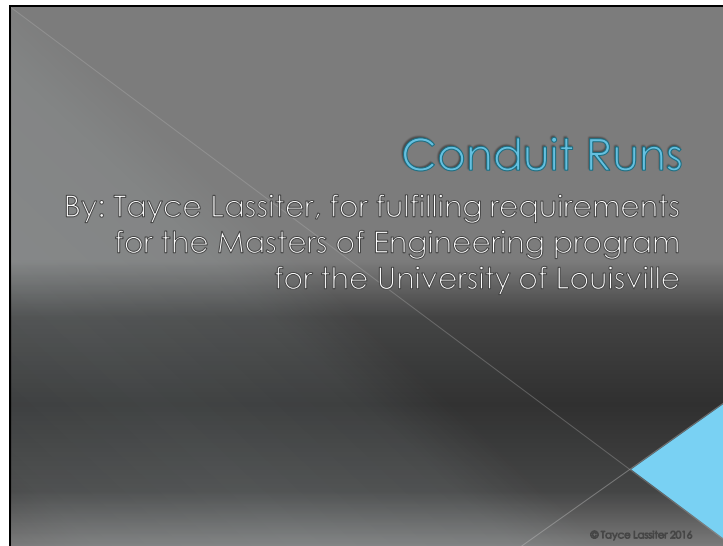 Conduit Runs
By: Tayce Lassiter, for fulfilling requirements
for the Masters of Engineering program
for the University of Louisville
© Tayce Lassiter 2016